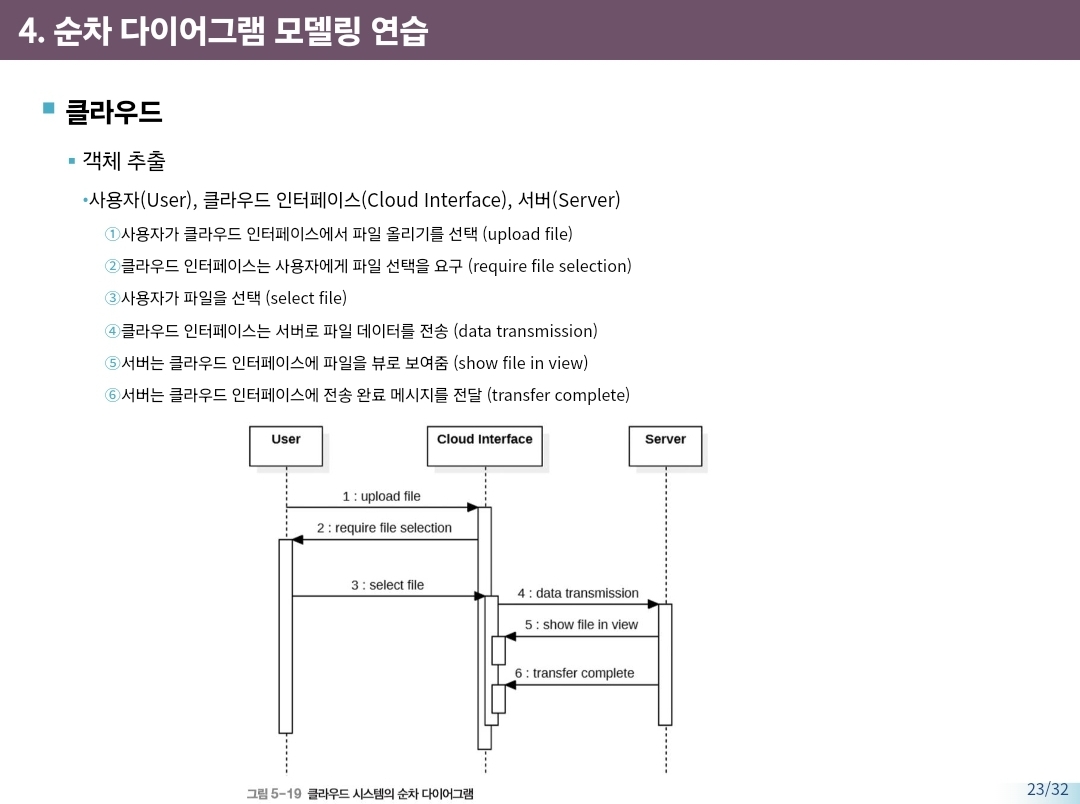 4. 순차 다이어그램 모델링 연습
클라우드
객체 추출
•사용자(User), 클라우드 인터페이스(Cloud Interface), 서버(Server)
①사용자가 클라우드 인터페이스에서 파일 올리기를 선택 (upload file)
②클라우드 인터페이스는 사용자에게 파일 선택을 요구 (require file selection)
③사용자가 파일을 선택 (select file)
④클라우드 인터페이스는 서버로 파일 데이터를 전송 (data transmission)
⑤서버는 클라우드 인터페이스에 파일을 뷰로 보여줌 (show file in view)
⑥서버는 클라우드 인터페이스에 전송 완료 메시지를 전달 (transfer complete)
User
Cloud Interface
Server
1 : upload file
2 : require file selection
3 : select file
4 : data transmission
5 : show file in view
6 : transfer complete
그림 5-19 클라우드 시스템의 순차 다이어그램
23/32